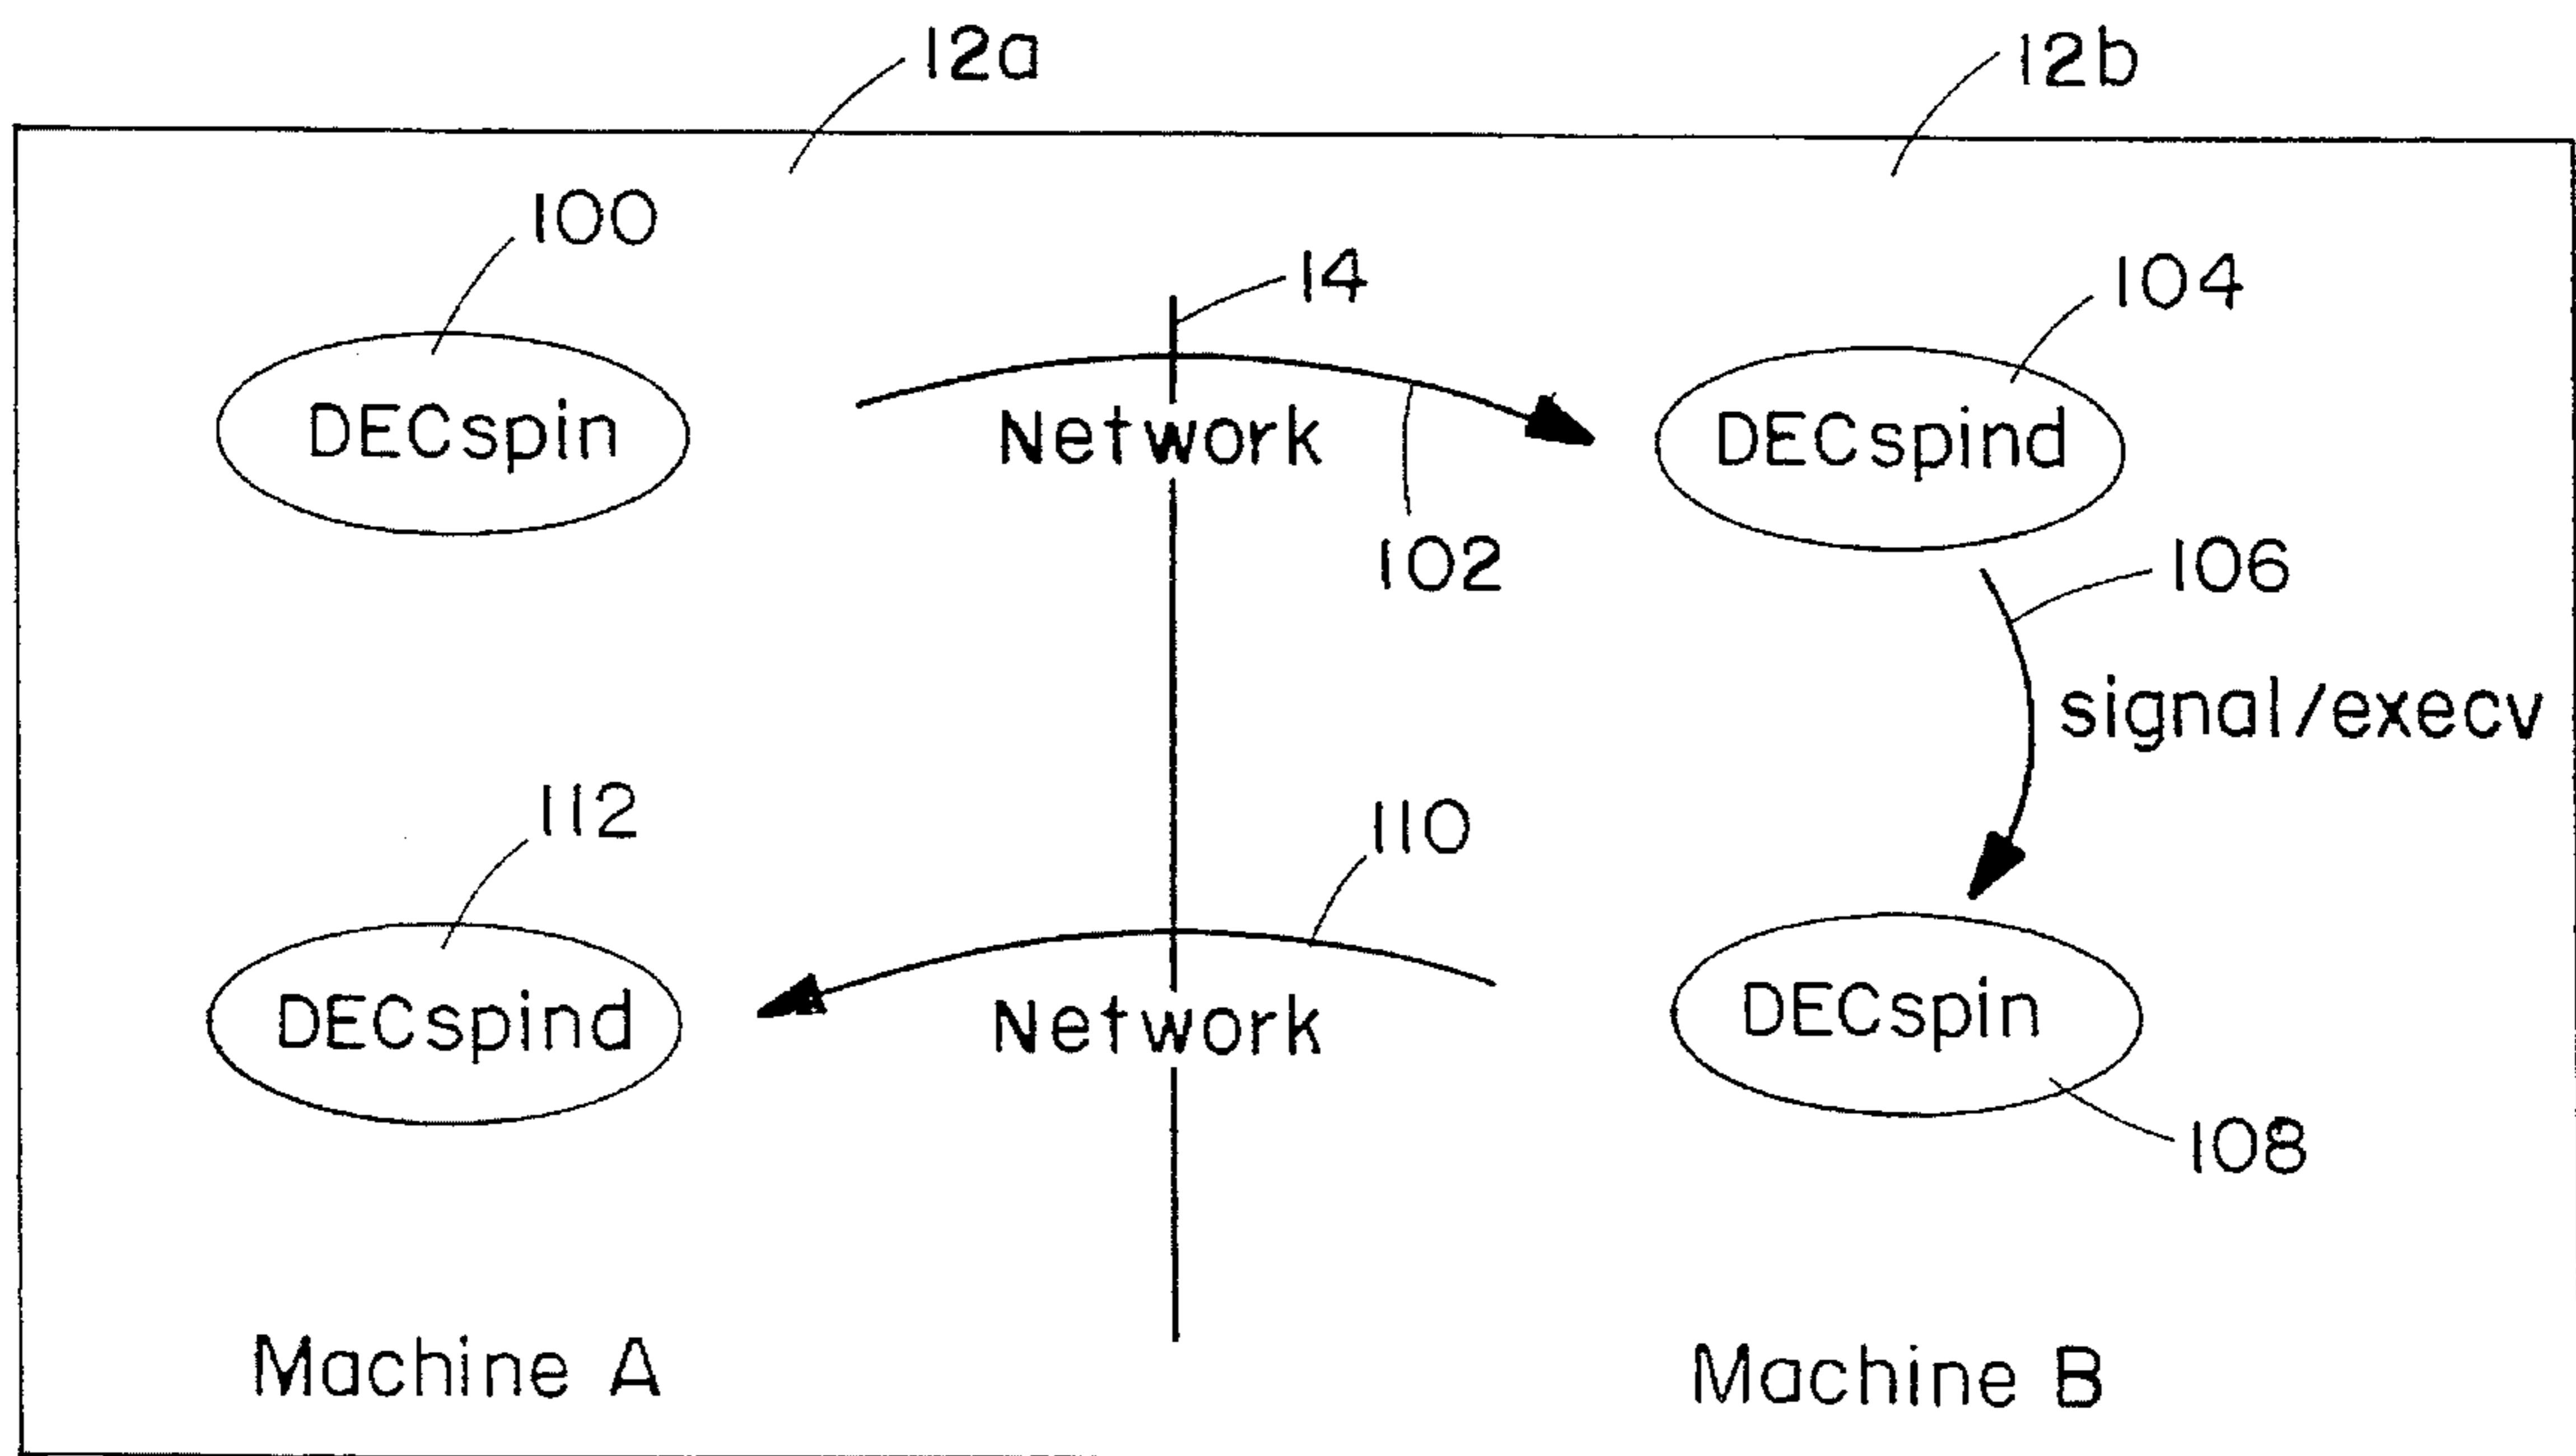 12a
12b
100
14
104
DECspin
Network
DECspind
102
106
signal/execv
112
110
DECspind
Network
DECspin
108
Machine A
Machine B